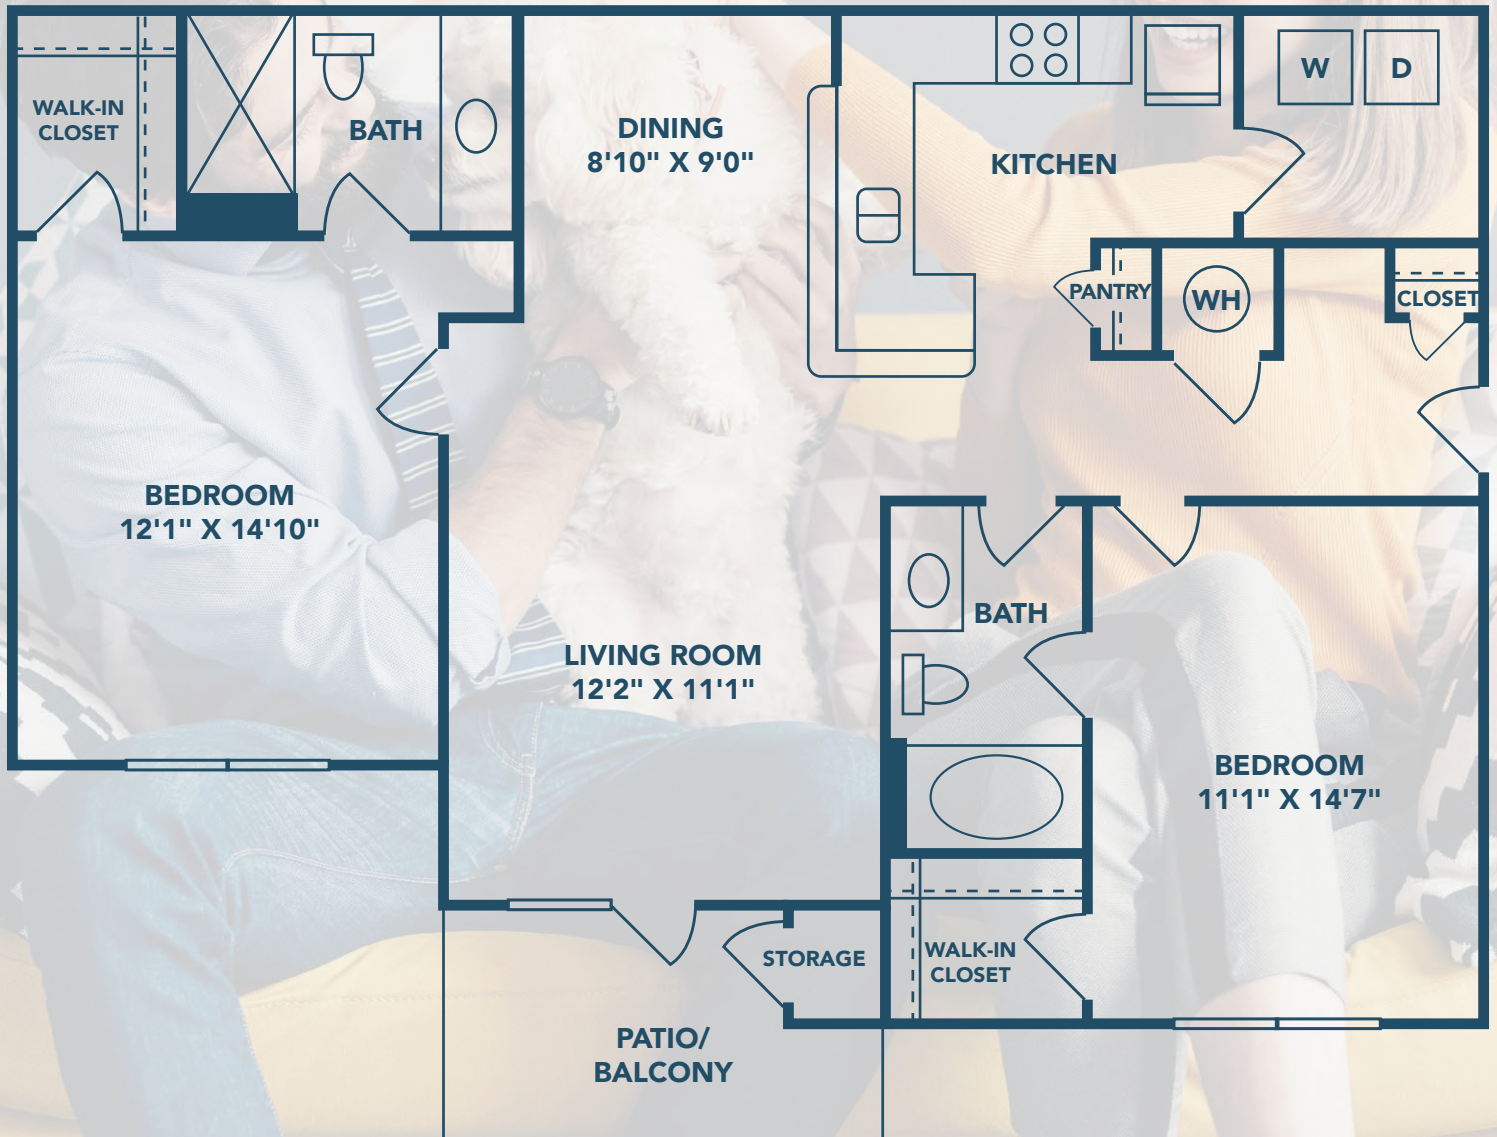 WALK-IN
CLOSET
BATH
DINING
8'10" X 9'0"
KITCHEN
W
D
PANTRY
WH
CLOSET
BEDROOM
12'1" X 14'10"
LIVING ROOM
12'2" X 11'1"
BATH
BEDROOM
11'1" X 14'7"
STORAGE
WALK-IN
CLOSET
PATIO/
BALCONY